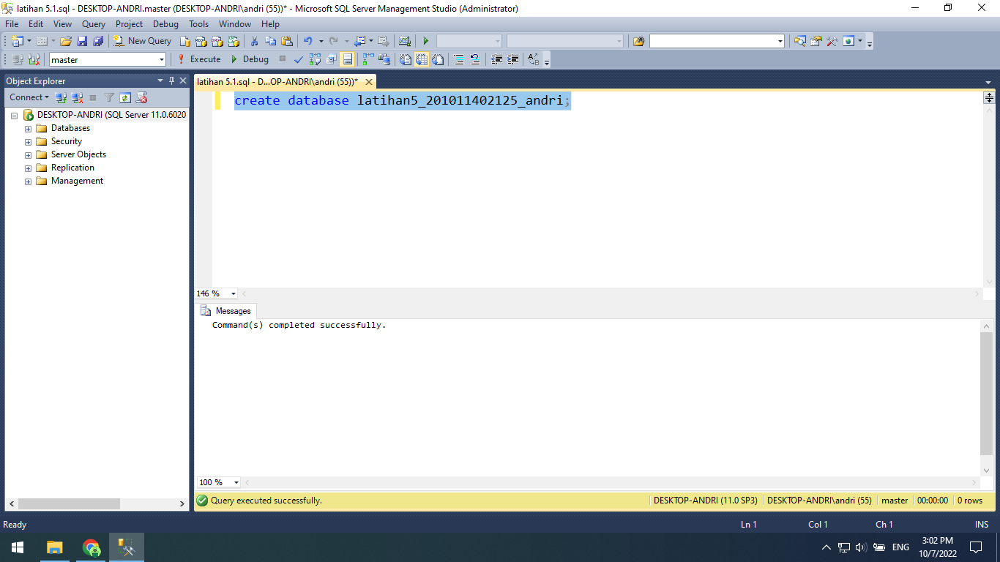 latihan 5.1.sql - DESKTOP-ANDRI.master (DESKTOP-ANDRI\andri (55))* - Microsoft SQL Server Management Studio (Administrator)
File Edit View Query Project Debug Tools Window Help
New Query
master Execute Debug
Object Explorer
Connect
DESKTOP-ANDRI (SQL Server 11.0.6020
Databases
Security
Server Objects
Replication
Management
latihan 5.1.sql - D...OP-ANDRI\andri (55))*
create database latihan5_201011402125_andri;
146 %
Messages
Command(s) completed successfully.
100 %
Query executed successfully. DESKTOP-ANDRI (11.0 SP3) DESKTOP-ANDRI\andri (55) master 00:00:00 0 rows
Ready Ln 1 Col 1 Ch 1 INS
ENG 3:02 PM
10/7/2022